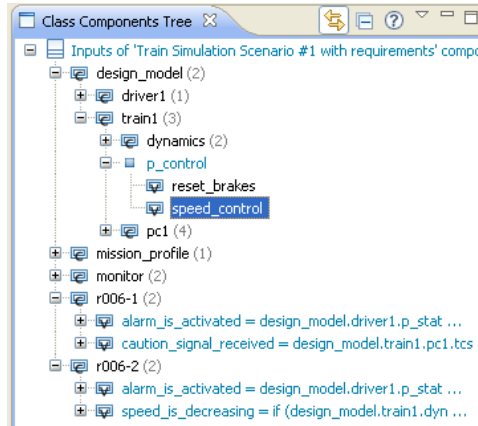 Class Components Tree
Inputs of 'Train Simulation Scenario #1 with requirements' compo
design_model (2)
driver1 (1)
train1 (3)
dynamics (2)
p_control
reset_brakes
speed_control
pc1 (4)
mission_profile (1)
monitor (2)
r006-1 (2)
alarm_is_activated = design_model.driver1.p_stat ...
caution_signal_received = design_model.train1.pc1.tcs
r006-2 (2)
alarm_is_activated = design_model.driver1.p_stat ...
speed_is_decreasing = if (design_model.train1.dyn ...